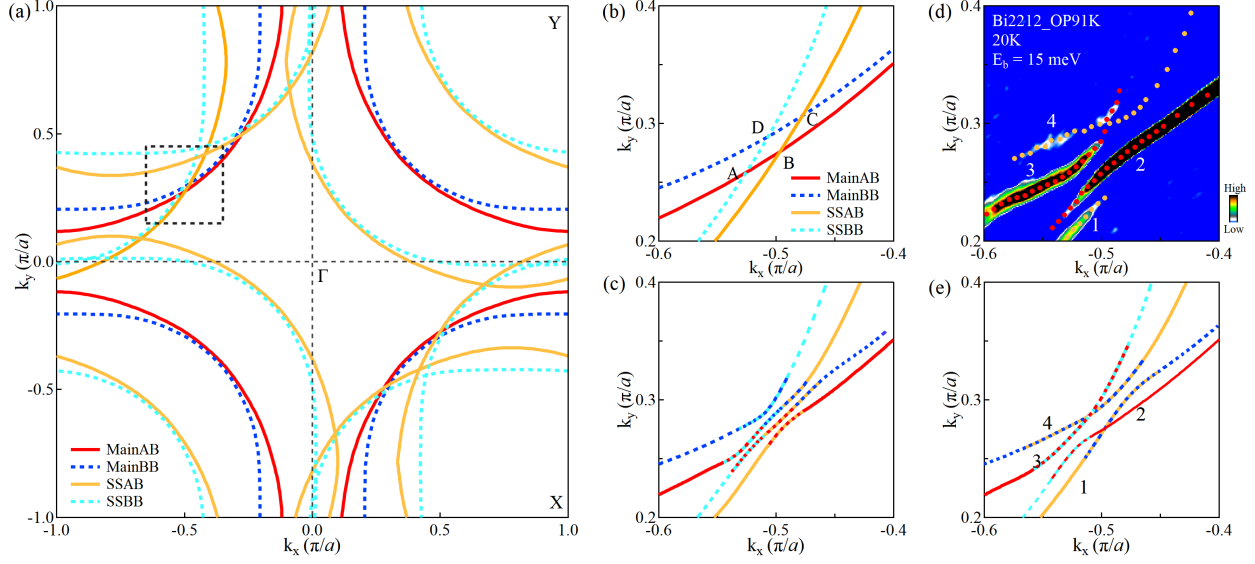 (a)
Y
k_y (π/a)
1.0
0.5
0.0
-0.5
-1.0
Γ
MainAB
MainBB
SSAB
SSBB
X
-1.0
-0.5
0.0
0.5
1.0
k_x (π/a)
(b)
k_y (π/a)
0.4
0.3
0.2
A
B
C
D
MainAB
MainBB
SSAB
SSBB
-0.6
-0.5
-0.4
k_x (π/a)
(c)
k_y (π/a)
0.4
0.3
0.2
-0.6
-0.5
-0.4
k_x (π/a)
(d)
Bi2212_OP91K
20K
E_b = 15 meV
k_y (π/a)
0.4
0.3
0.2
4
3
2
1
High
Low
-0.6
-0.5
-0.4
k_x (π/a)
(e)
k_y (π/a)
0.4
0.3
0.2
4
3
2
1
-0.6
-0.5
-0.4
k_x (π/a)